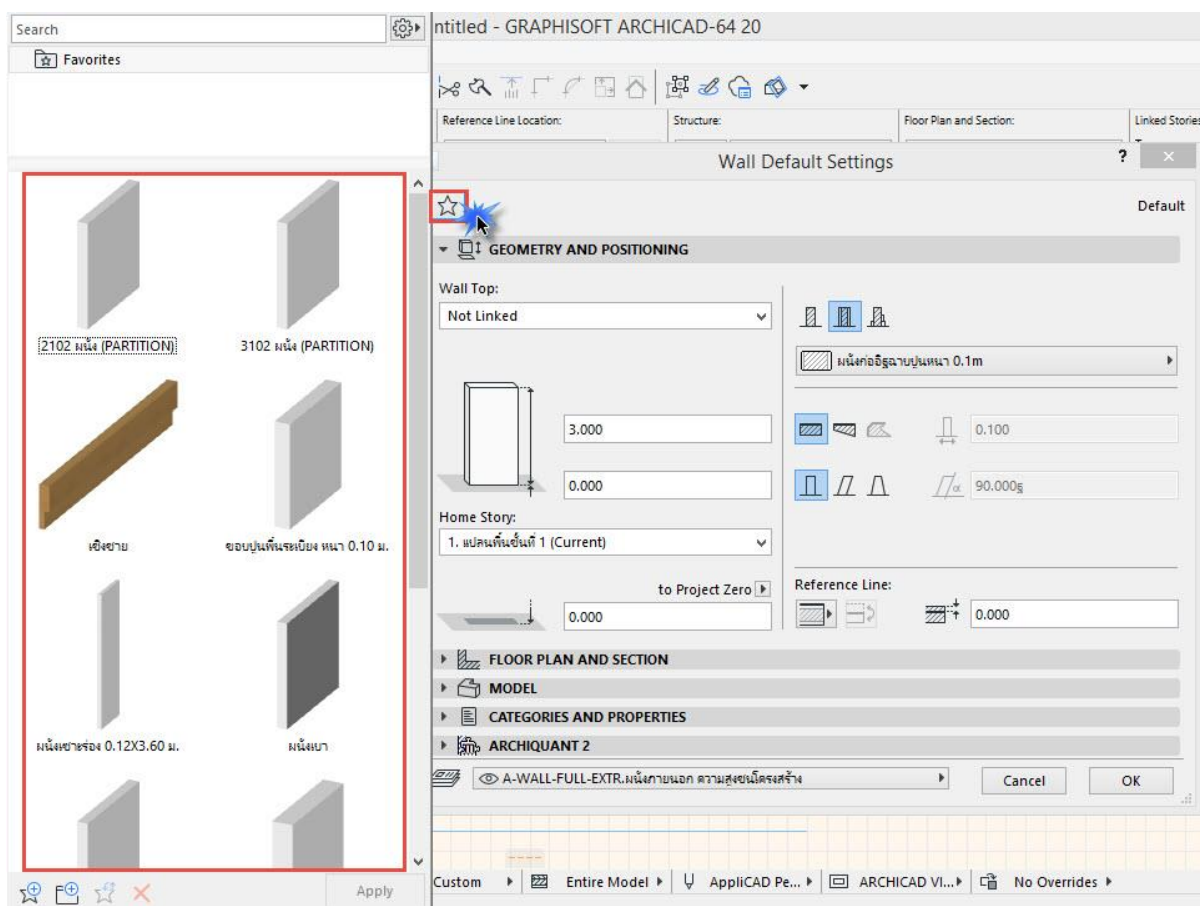 Search
Favorites
2102 ผนัง (PARTITION)
3102 ผนัง (PARTITION)
เชิงชาย
ขอบปูนพื้นระเบียง หนา 0.10 ม.
ผนังเซาะร่อง 0.12X3.60 ม.
ผนังเบา
Apply
ntitled - GRAPHISOFT ARCHICAD-64 20
Reference Line Location:
Structure:
Floor Plan and Section:
Linked Stories
Wall Default Settings
?
Default
GEOMETRY AND POSITIONING
Wall Top:
Not Linked
ผนังก่ออิฐฉาบปูนหนา 0.1m
3.000
0.100
0.000
α
90.000ฐ
Home Story:
1. แปลนพื้นชั้นที่ 1 (Current)
to Project Zero
Reference Line:
0.000
0.000
FLOOR PLAN AND SECTION
MODEL
CATEGORIES AND PROPERTIES
ARCHIQUANT 2
A-WALL-FULL-EXTR.ผนังภายนอก ความสูงชนโครงสร้าง
Cancel
OK
Custom
Entire Model
AppliCAD Pe...
ARCHICAD VI...
No Overrides